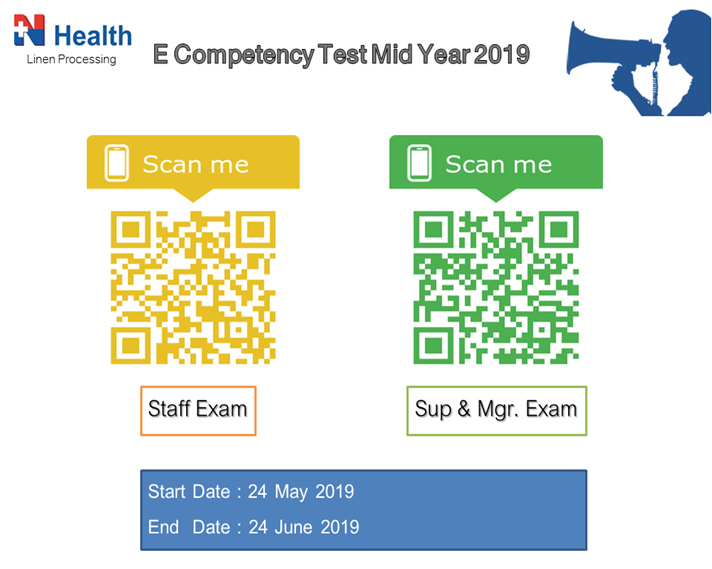 N Health
Linen Processing
E Competency Test Mid Year 2019
Scan me
Scan me
Staff Exam
Sup & Mgr. Exam
Start Date : 24 May 2019
End Date : 24 June 2019